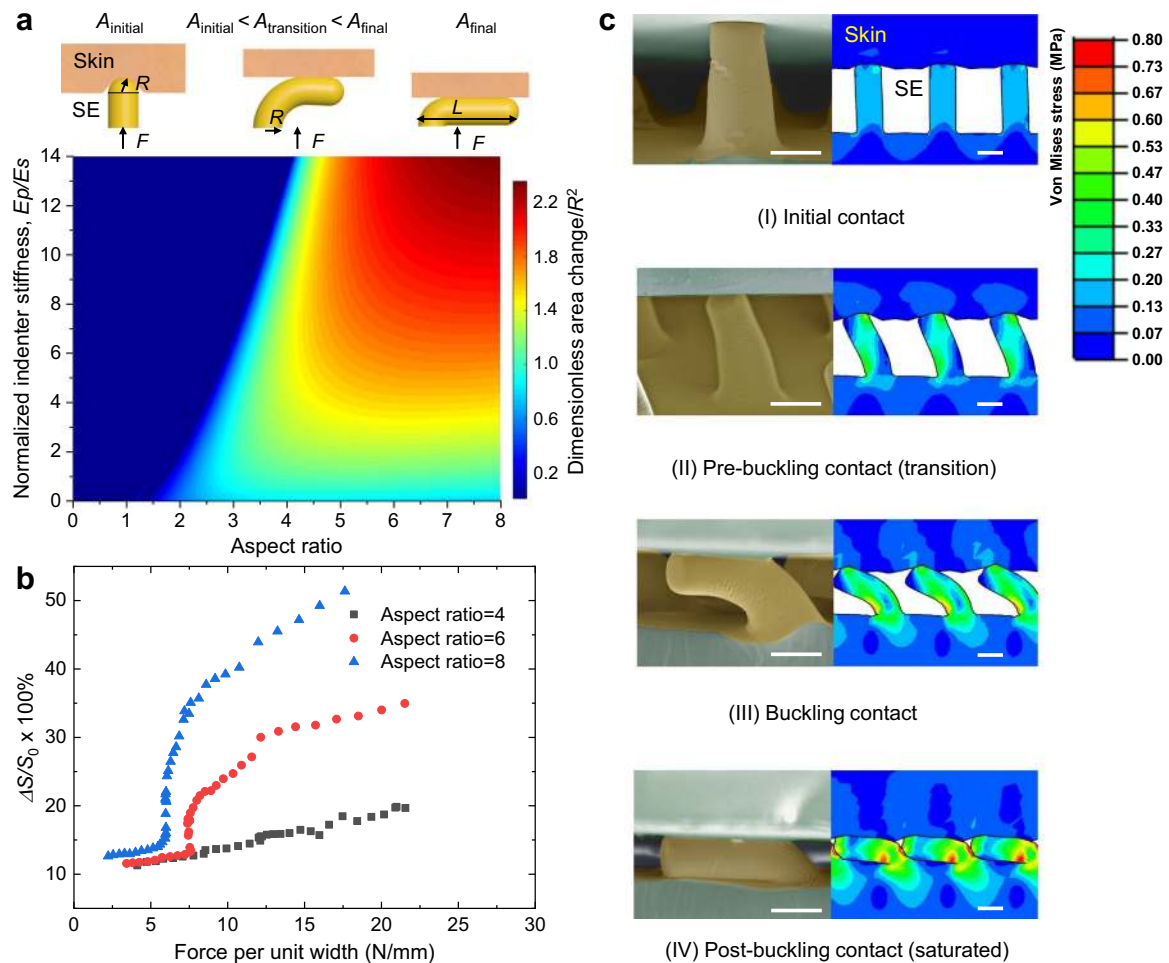 a
A_initial
A_initial < A_transition < A_final
A_final
Skin
SE
R
F
R
F
L
F
Normalized indenter stiffness, Ep/Es
14
12
10
8
6
4
2
0
0 1 2 3 4 5 6 7 8
Aspect ratio
2.2
1.8
1.4
1.0
0.6
0.2
Dimensionless area change/R²
b
ΔS/S₀ x 100%
50
40
30
20
10
Aspect ratio=4
Aspect ratio=6
Aspect ratio=8
0 5 10 15 20 25 30
Force per unit width (N/mm)
c
Skin
SE
(I) Initial contact
(II) Pre-buckling contact (transition)
(III) Buckling contact
(IV) Post-buckling contact (saturated)
Von Mises stress (MPa)
0.80
0.73
0.67
0.60
0.53
0.47
0.40
0.33
0.27
0.20
0.13
0.07
0.00